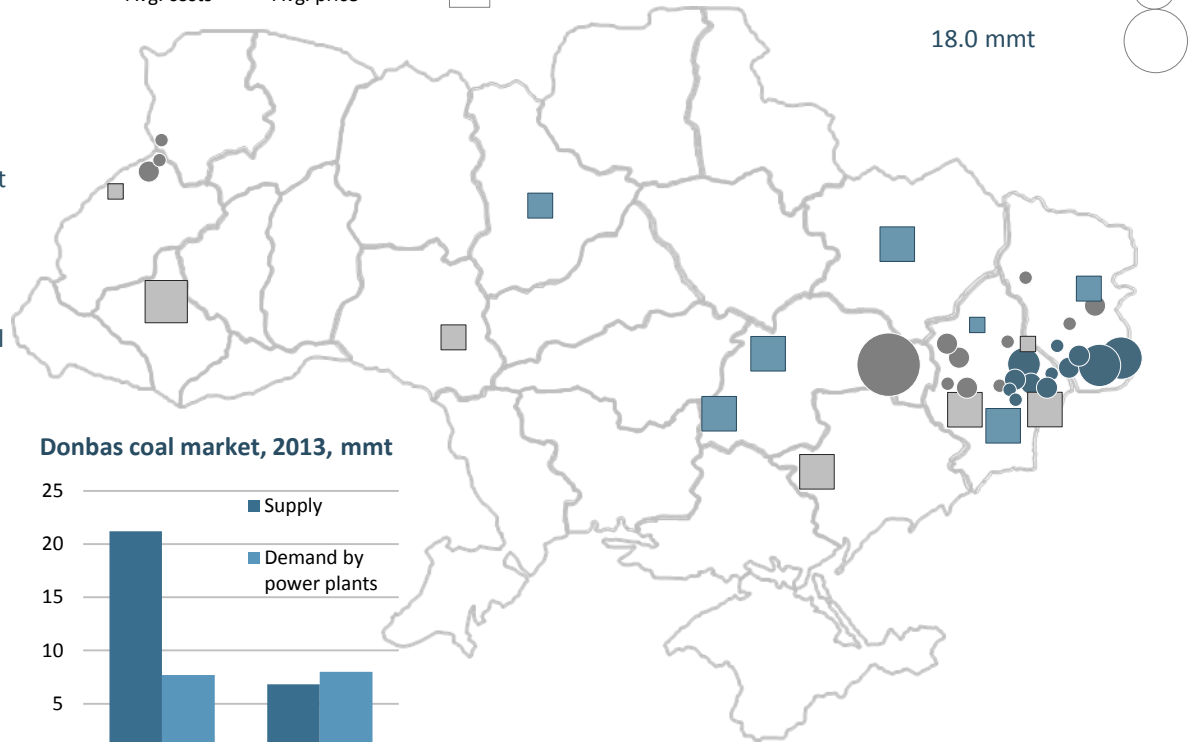 18.0 mmt
Donbas coal market, 2013, mmt
25
Supply
20
Demand by
power plants
15
10
5